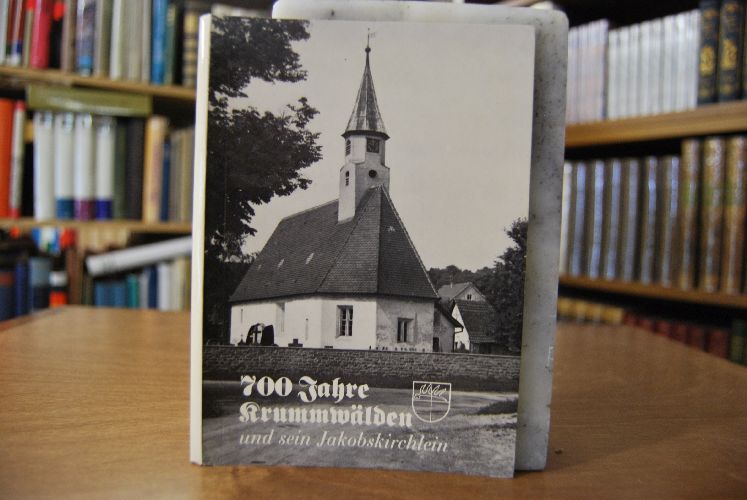 700 Jahre
Krummwälden
und sein Jakobskirchlein